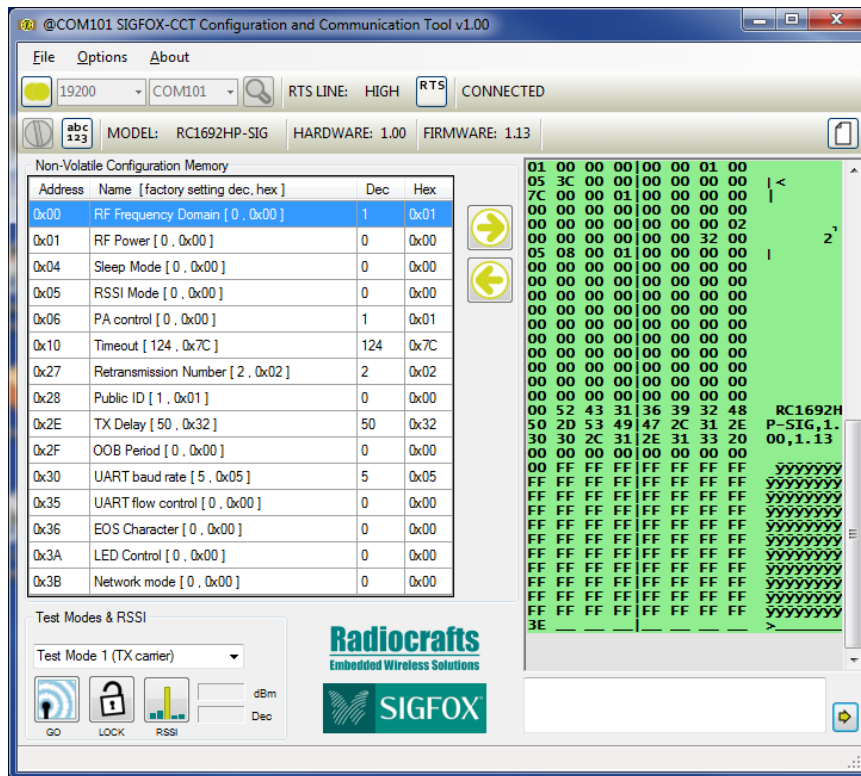 @COM101 SIGFOX-CCT Configuration and Communication Tool v1.00
File Options About
19200 COM101 RTS LINE: HIGH RTS CONNECTED
abc 123 MODEL: RC1692HP-SIG HARDWARE: 1.00 FIRMWARE: 1.13
Non-Volatile Configuration Memory
Address Name [factory setting dec, hex ] Dec Hex
0x00 RF Frequency Domain [ 0 , 0x00 ] 1 0x01
0x01 RF Power [ 0 , 0x00 ] 0 0x00
0x04 Sleep Mode [ 0 , 0x00 ] 0 0x00
0x05 RSSI Mode [ 0 , 0x00 ] 0 0x00
0x06 PA control [ 0 , 0x00 ] 1 0x01
0x10 Timeout [ 124 , 0x7C ] 124 0x7C
0x27 Retransmission Number [ 2 , 0x02 ] 2 0x02
0x28 Public ID [ 1 , 0x01 ] 0 0x00
0x2E TX Delay [ 50 , 0x32 ] 50 0x32
0x2F OOB Period [ 0 , 0x00 ] 0 0x00
0x30 UART baud rate [ 5 , 0x05 ] 5 0x05
0x35 UART flow control [ 0 , 0x00 ] 0 0x00
0x36 EOS Character [ 0 , 0x00 ] 0 0x00
0x3A LED Control [ 0 , 0x00 ] 0 0x00
0x3B Network mode [ 0 , 0x00 ] 0 0x00
01 00 00 00|00 00 01 00
05 3C 00 00|00 00 00 00 |<
7C 00 00 01|00 00 00 00 |
00 00 00 00|00 00 00 00
00 00 00 00|00 00 00 02
00 00 00 00|00 00 32 00 2
05 08 00 01|00 00 00 00 |
00 00 00 00|00 00 00 00
00 00 00 00|00 00 00 00
00 00 00 00|00 00 00 00
00 00 00 00|00 00 00 00
00 00 00 00|00 00 00 00
00 00 00 00|00 00 00 00
00 00 00 00|00 00 00 00
00 00 00 00|00 00 00 00
00 00 00 00|00 00 00 00
00 00 00 00|00 00 00 00
00 52 43 31|36 39 32 48 RC1692H
50 2D 53 49|47 2C 31 2E P-SIG,1.
30 30 2C 31|2E 31 33 20 00,1.13
00 00 00 00|00 00 00 00
00 FF FF FF|FF FF FF FF ÿÿÿÿÿÿÿ
FF FF FF FF|FF FF FF FF ÿÿÿÿÿÿÿÿ
FF FF FF FF|FF FF FF FF ÿÿÿÿÿÿÿÿ
FF FF FF FF|FF FF FF FF ÿÿÿÿÿÿÿÿ
FF FF FF FF|FF FF FF FF ÿÿÿÿÿÿÿÿ
FF FF FF FF|FF FF FF FF ÿÿÿÿÿÿÿÿ
FF FF FF FF|FF FF FF FF ÿÿÿÿÿÿÿÿ
FF FF FF FF|FF FF FF FF ÿÿÿÿÿÿÿÿ
FF FF FF FF|FF FF FF FF ÿÿÿÿÿÿÿÿ
FF FF FF FF|FF FF FF FF ÿÿÿÿÿÿÿÿ
FF FF FF FF|FF FF FF FF ÿÿÿÿÿÿÿÿ
3E __ __ __|__ __ __ __ >_______
Test Modes & RSSI
Test Mode 1 (TX carrier)
dBm
Dec
GO LOCK RSSI
Radiocrafts
Embedded Wireless Solutions
SIGFOX